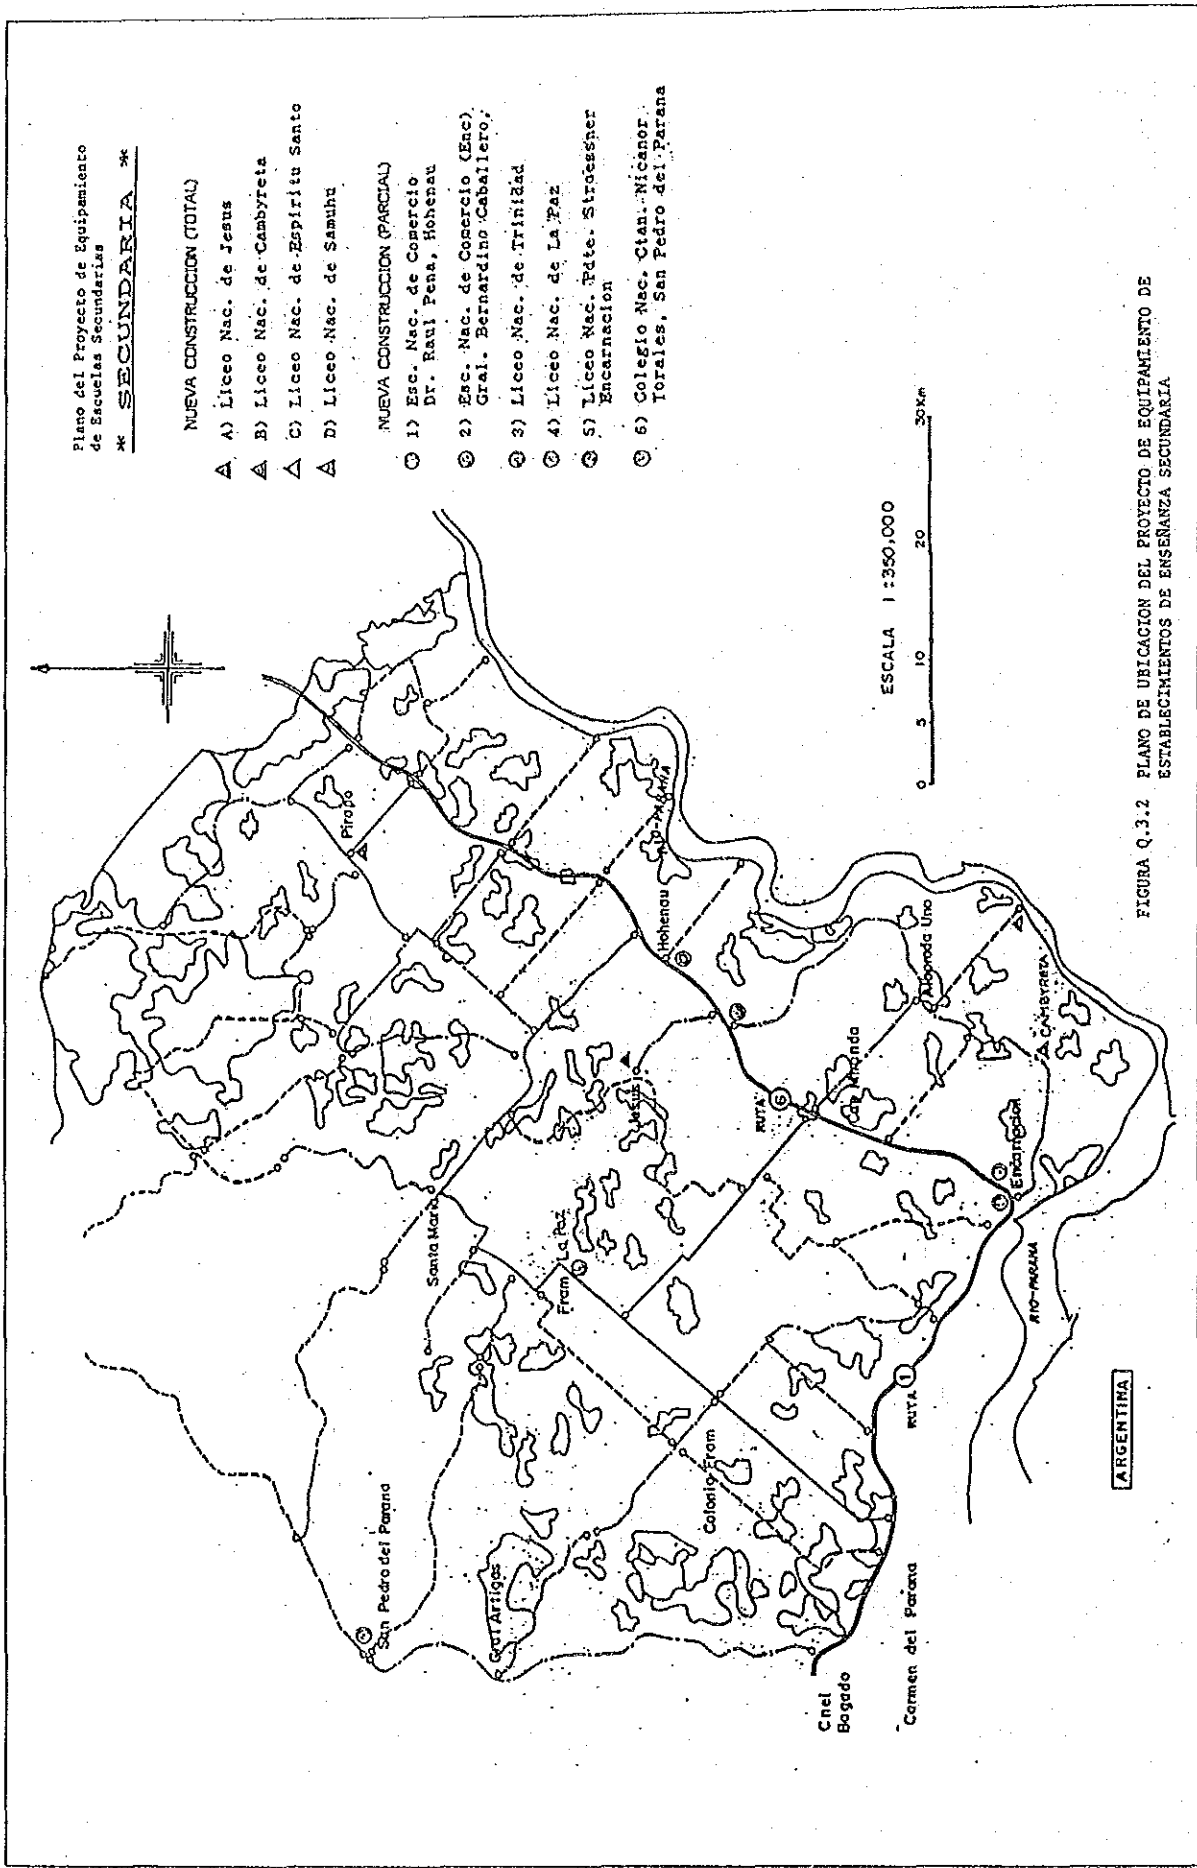 Plano del Proyecto de Equipamiento
de Escuelas Secundarias
* SECUNDARIA *
NUEVA CONSTRUCCION (TOTAL)
A) Liceo Nac. de Jesus
B) Liceo Nac. de Cambyreta
C) Liceo Nac. de Espiritu Santo
D) Liceo Nac. de Samuhu
NUEVA CONSTRUCCION (PARCIAL)
1) Esc. Nac. de Comercio
Dr. Raul Pena, Hohenau
2) Esc. Nac. de Comercio (Enc)
Gral. Bernardino Caballero,
3) Liceo Nac. de Trinidad
4) Liceo Nac. de La Paz
5) Liceo Nac. Pdte. Stroessner
Encarnacion
6) Colegio Nac. Ctan. Nicanor
Torales, San Pedro del Parana
Pirapo
Santa Maria
San Pedro del Parana
Gral Artigas
Fram
La Paz
Jesus
Hohenau
RIO-PARANA
Colonia Fram
RUTA 6
Cap Miranda
Alborada Uno
CAMBYRETA
Encarnacion
RIO-PARANA
RUTA 1
Cnel
Bogado
Carmen del Parana
ARGENTINA
ESCALA 1:350,000
0 5 10 20 30Km
FIGURA Q.3.2 PLANO DE UBICACION DEL PROYECTO DE EQUIPAMIENTO DE
ESTABLECIMIENTOS DE ENSEÑANZA SECUNDARIA